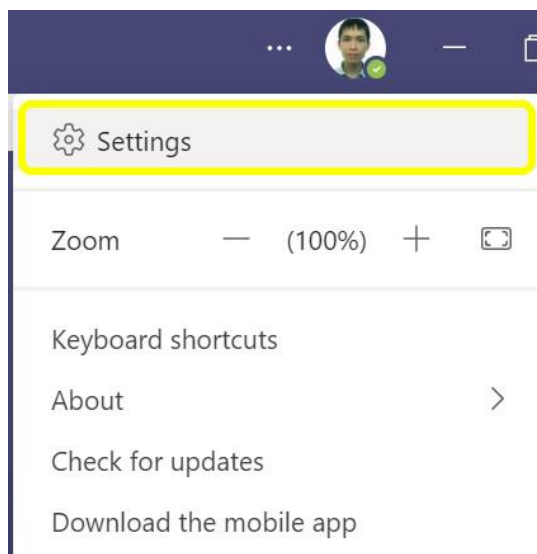 Settings
Zoom — (100%) +
Keyboard shortcuts
About
Check for updates
Download the mobile app